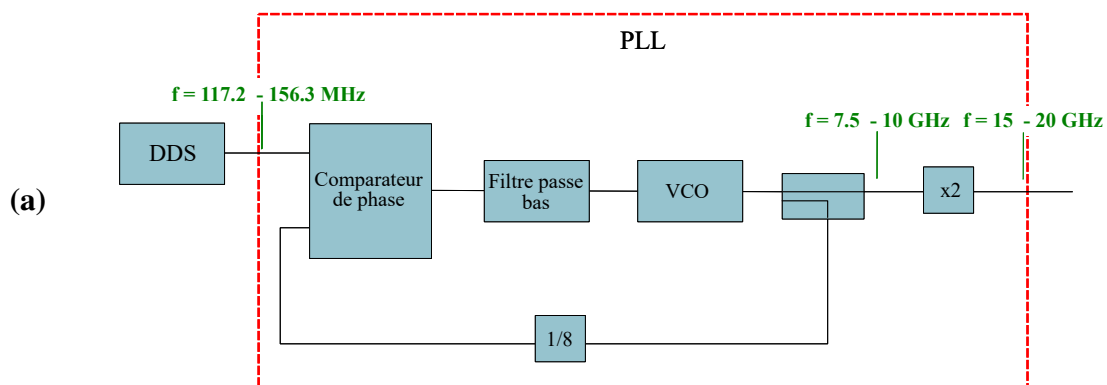 PLL
f = 117.2 - 156.3 MHz
f = 7.5 - 10 GHz
f = 15 - 20 GHz
DDS
(a)
Comparateur
de phase
Filtre passe
bas
VCO
x2
1/8